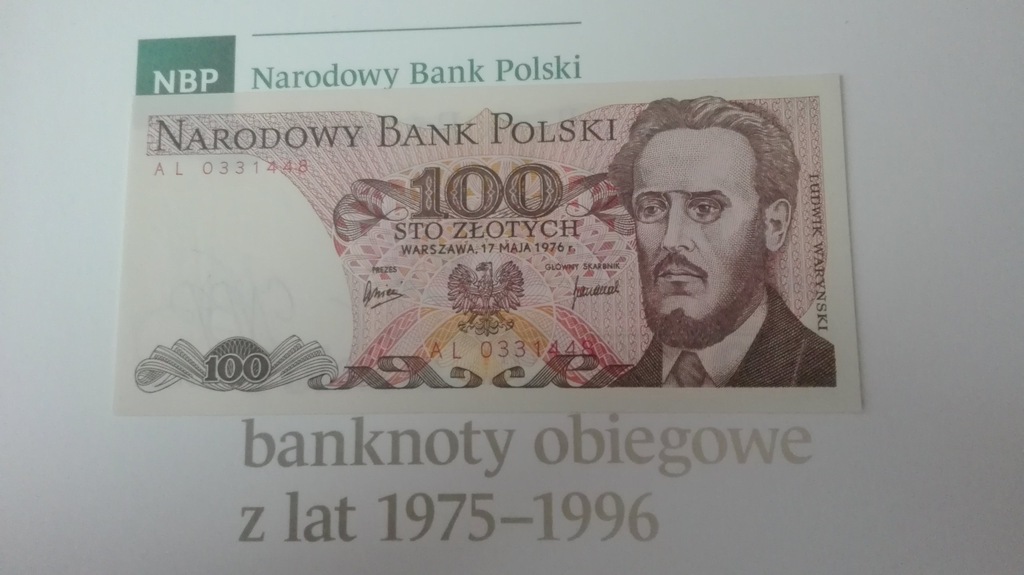 NBP Narodowy Bank Polski
NARODOWY BANK POLSKI
AL 0331448
100
STO ZŁOTYCH
WARSZAWA, 17 MAJA 1976 r.
PREZES
GŁÓWNY SKARBNIK
LUDWIK WARYŃSKI
AL 0331448
100
banknoty obiegowe
z lat 1975–1996